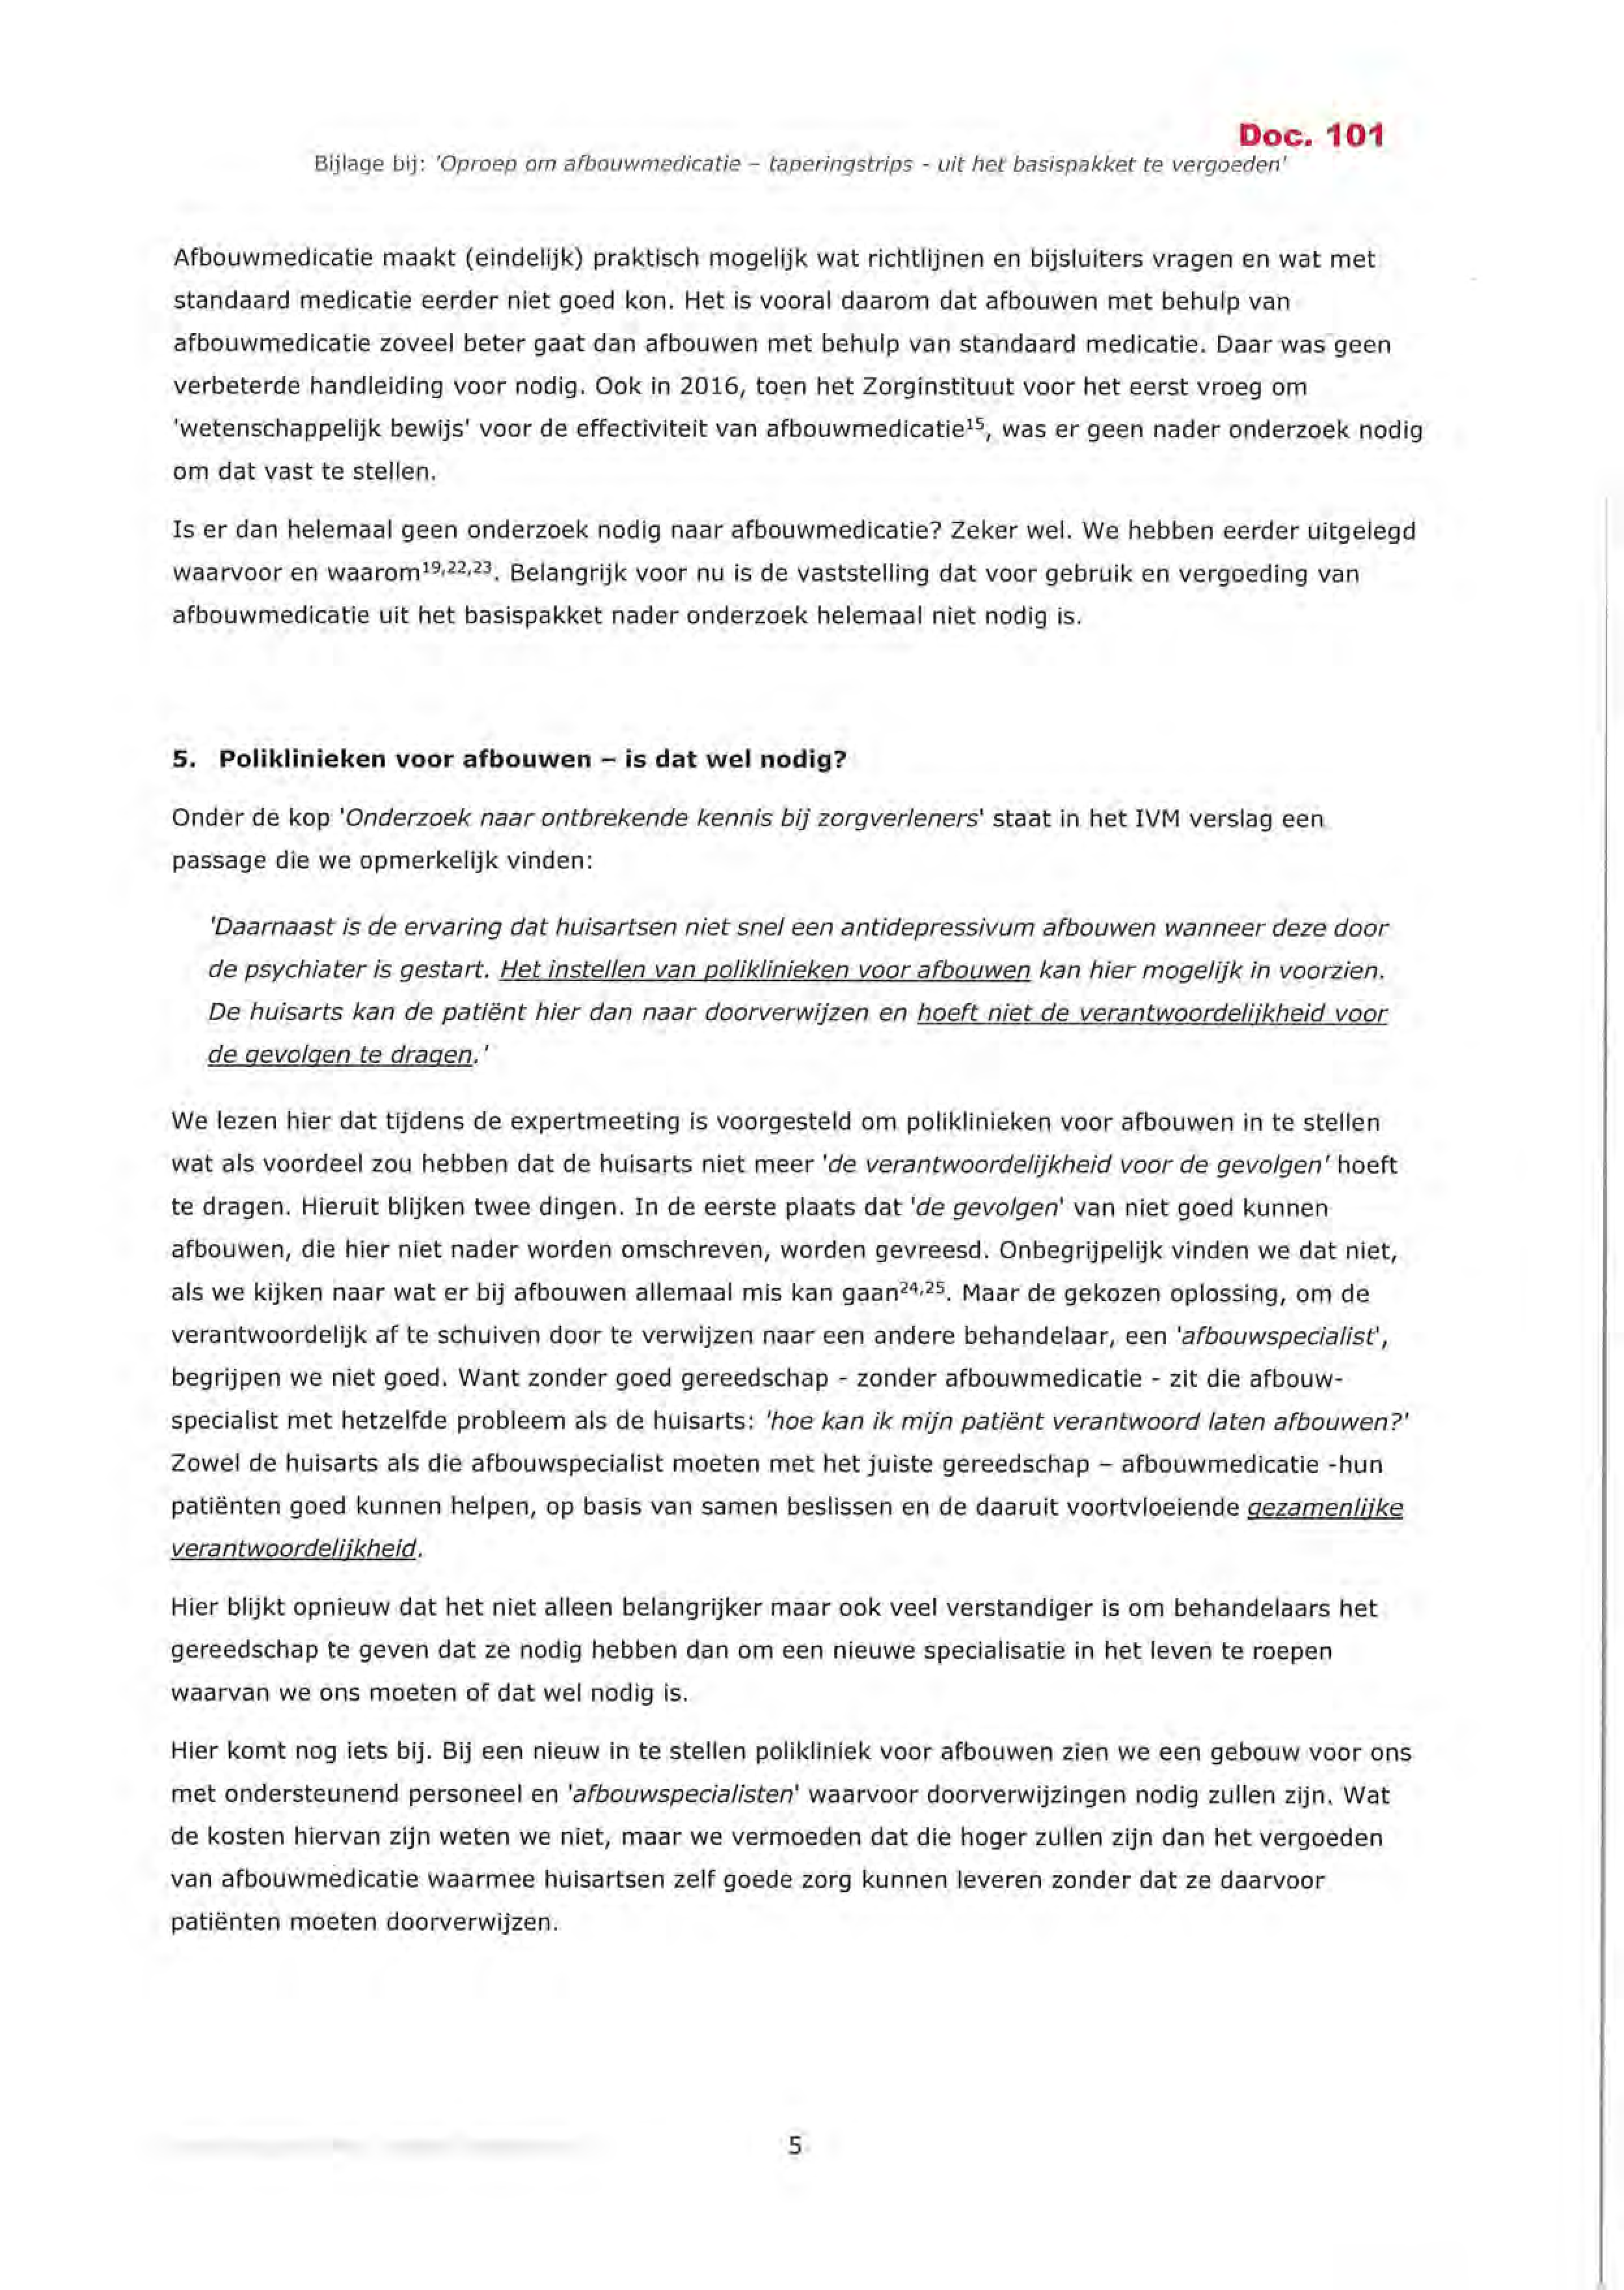 Doc. 101
Bijlage bij: 'Oproep om afbouwmedicatie – taperingstrips - uit het basispakket te vergoeden'
Afbouwmedicatie maakt (eindelijk) praktisch mogelijk wat richtlijnen en bijsluiters vragen en wat met
standaard medicatie eerder niet goed kon. Het is vooral daarom dat afbouwen met behulp van
afbouwmedicatie zoveel beter gaat dan afbouwen met behulp van standaard medicatie. Daar was geen
verbeterde handleiding voor nodig. Ook in 2016, toen het Zorginstituut voor het eerst vroeg om
'wetenschappelijk bewijs' voor de effectiviteit van afbouwmedicatie¹⁵, was er geen nader onderzoek nodig
om dat vast te stellen.
Is er dan helemaal geen onderzoek nodig naar afbouwmedicatie? Zeker wel. We hebben eerder uitgelegd
waarvoor en waarom¹⁹,²²,²³. Belangrijk voor nu is de vaststelling dat voor gebruik en vergoeding van
afbouwmedicatie uit het basispakket nader onderzoek helemaal niet nodig is.
5. Poliklinieken voor afbouwen – is dat wel nodig?
Onder de kop 'Onderzoek naar ontbrekende kennis bij zorgverleners' staat in het IVM verslag een
passage die we opmerkelijk vinden:
'Daarnaast is de ervaring dat huisartsen niet snel een antidepressivum afbouwen wanneer deze door
de psychiater is gestart. Het instellen van poliklinieken voor afbouwen kan hier mogelijk in voorzien.
De huisarts kan de patiënt hier dan naar doorverwijzen en hoeft niet de verantwoordelijkheid voor
de gevolgen te dragen.'
We lezen hier dat tijdens de expertmeeting is voorgesteld om poliklinieken voor afbouwen in te stellen
wat als voordeel zou hebben dat de huisarts niet meer 'de verantwoordelijkheid voor de gevolgen' hoeft
te dragen. Hieruit blijken twee dingen. In de eerste plaats dat 'de gevolgen' van niet goed kunnen
afbouwen, die hier niet nader worden omschreven, worden gevreesd. Onbegrijpelijk vinden we dat niet,
als we kijken naar wat er bij afbouwen allemaal mis kan gaan²⁴,²⁵. Maar de gekozen oplossing, om de
verantwoordelijk af te schuiven door te verwijzen naar een andere behandelaar, een 'afbouwspecialist',
begrijpen we niet goed. Want zonder goed gereedschap - zonder afbouwmedicatie - zit die afbouw-
specialist met hetzelfde probleem als de huisarts: 'hoe kan ik mijn patiënt verantwoord laten afbouwen?'
Zowel de huisarts als die afbouwspecialist moeten met het juiste gereedschap – afbouwmedicatie -hun
patiënten goed kunnen helpen, op basis van samen beslissen en de daaruit voortvloeiende gezamenlijke
verantwoordelijkheid.
Hier blijkt opnieuw dat het niet alleen belangrijker maar ook veel verstandiger is om behandelaars het
gereedschap te geven dat ze nodig hebben dan om een nieuwe specialisatie in het leven te roepen
waarvan we ons moeten of dat wel nodig is.
Hier komt nog iets bij. Bij een nieuw in te stellen polikliniek voor afbouwen zien we een gebouw voor ons
met ondersteunend personeel en 'afbouwspecialisten' waarvoor doorverwijzingen nodig zullen zijn. Wat
de kosten hiervan zijn weten we niet, maar we vermoeden dat die hoger zullen zijn dan het vergoeden
van afbouwmedicatie waarmee huisartsen zelf goede zorg kunnen leveren zonder dat ze daarvoor
patiënten moeten doorverwijzen.
5